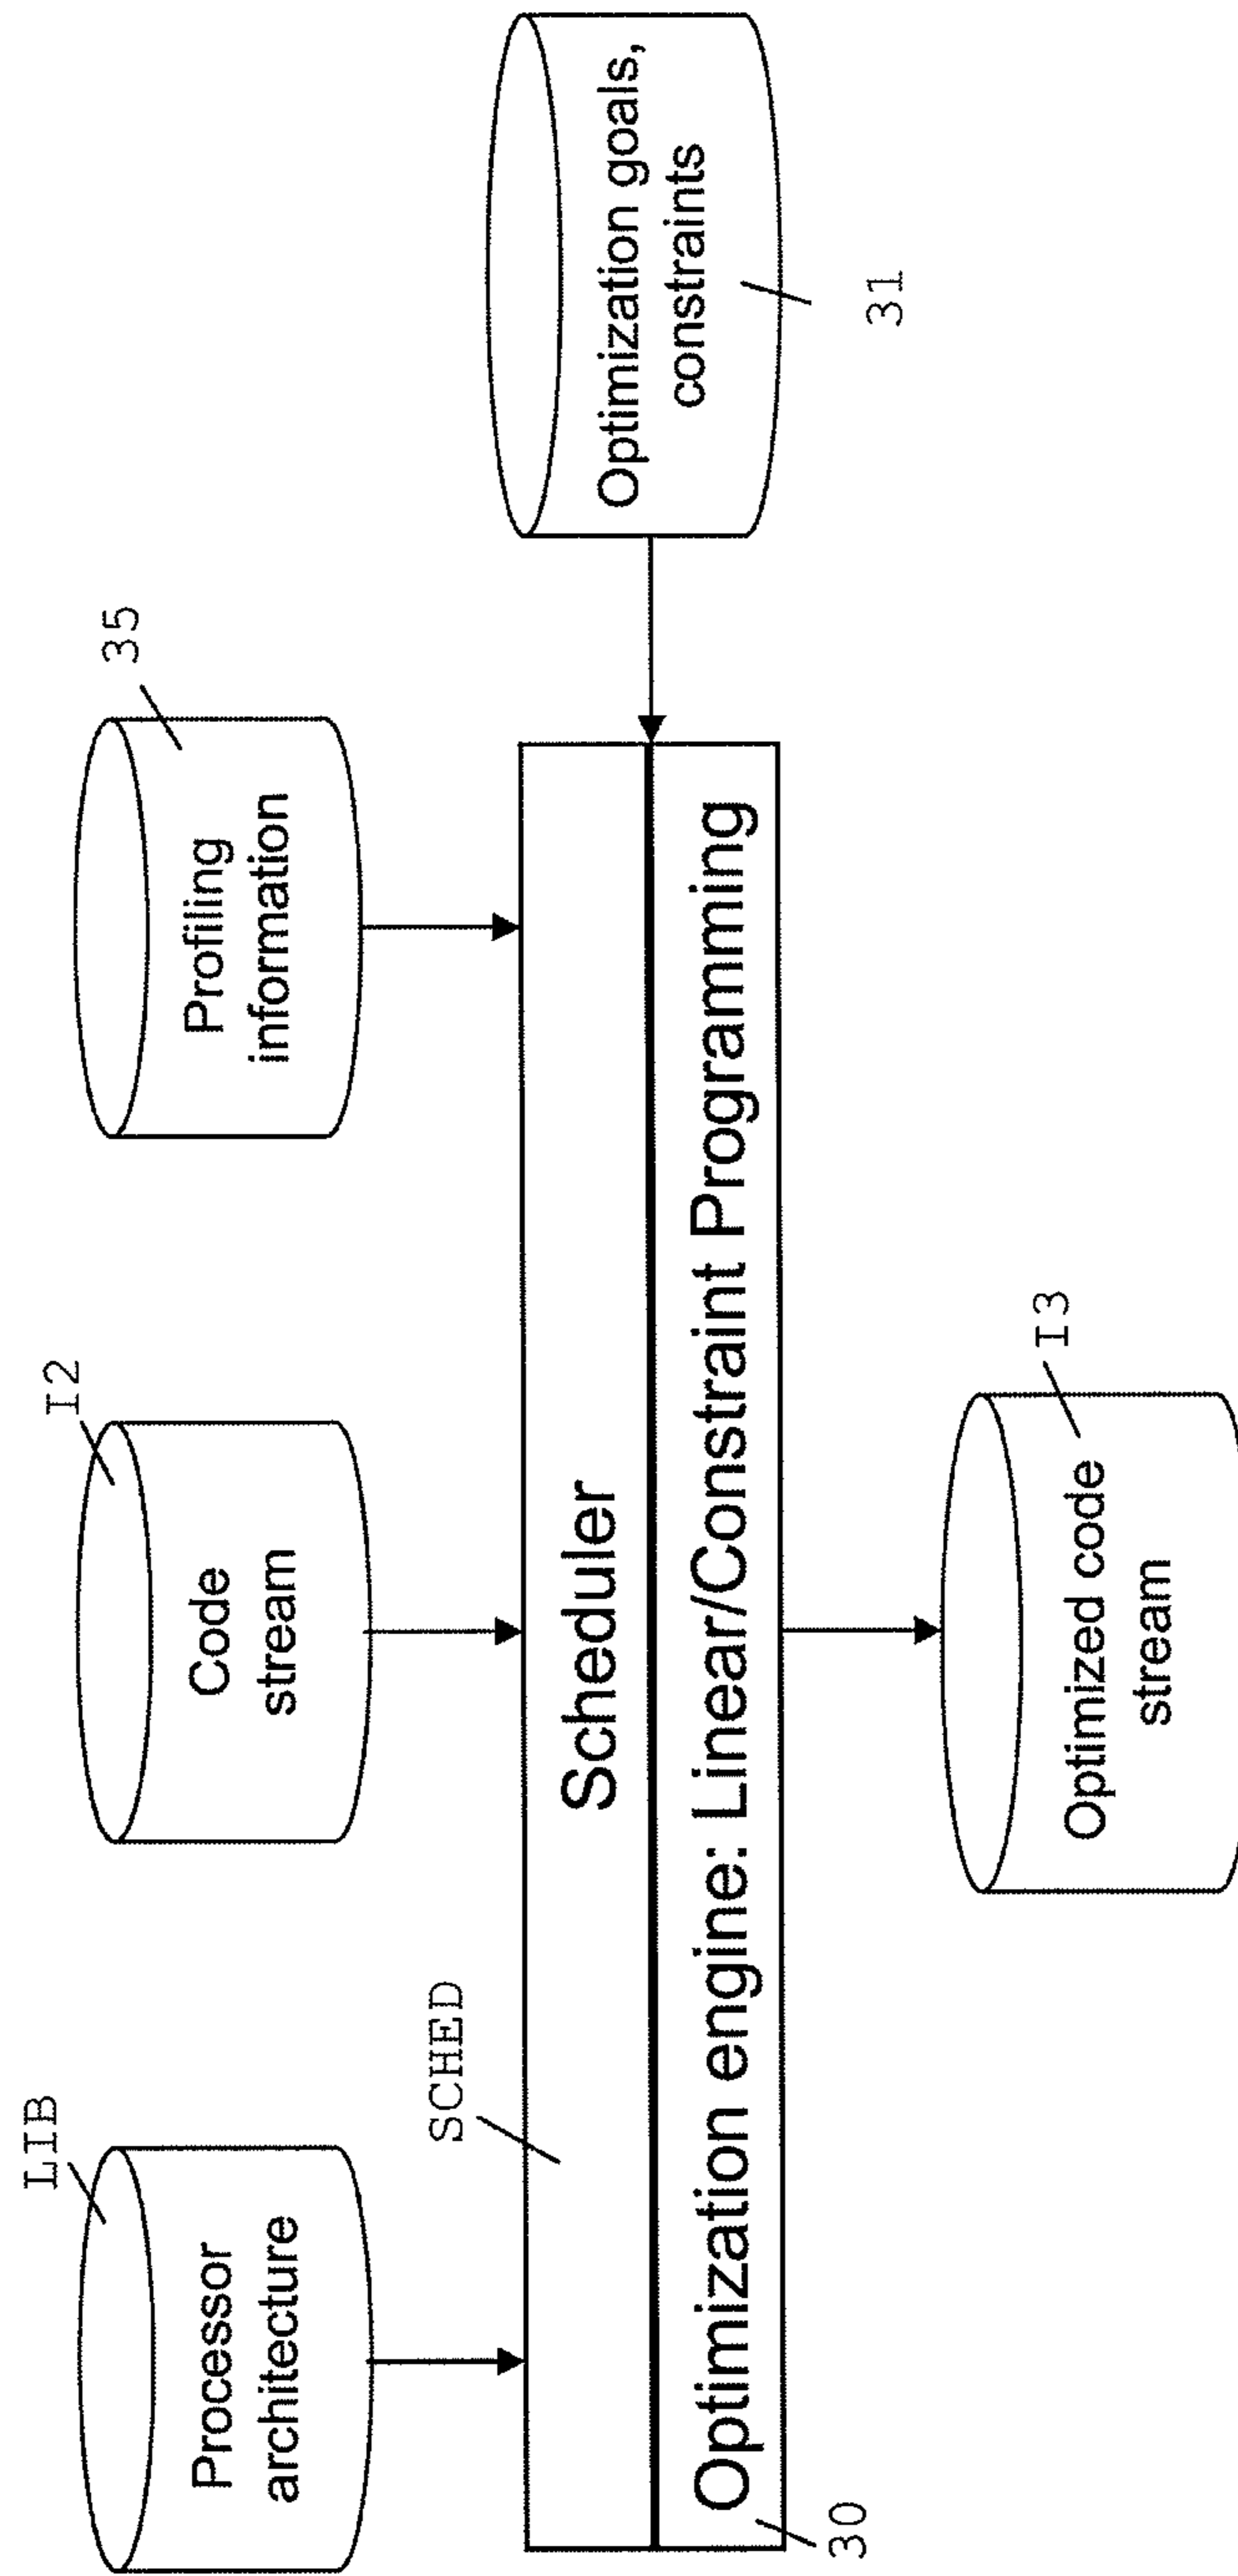 LIB
Processor
architecture
I2
Code
stream
35
Profiling
information
SCHED
Scheduler
Optimization engine: Linear/Constraint Programming
30
Optimization goals,
constraints
31
I3
Optimized code
stream